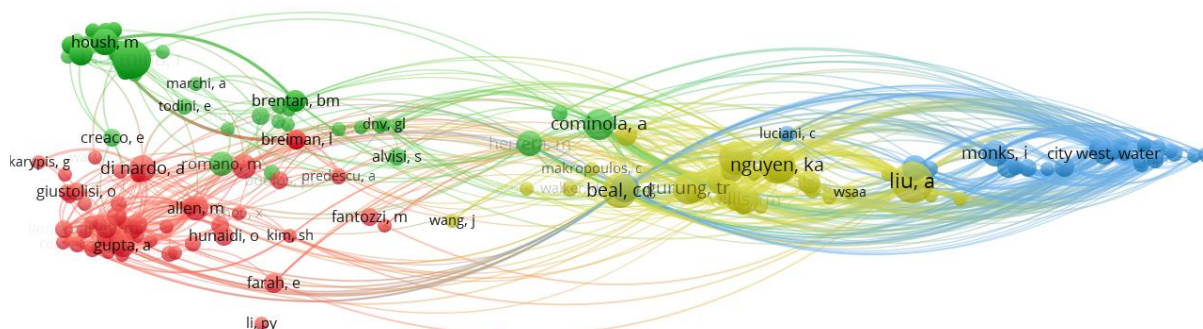 housh, m
marchi, a
todini, e
brentan, bm
creaco, e
breiman, l
dnv, gl
cominola, a
luciani, c
karypis, g
di nardo, a
romano, m
alvisi, s
makropoulos, c
nguyen, ka
monks, i
city west, water
giustolisi, o
predescu, a
walker
beal, cd
gurung, tr
wsaa
liu, a
allen, m
fantozzi, m
wang, j
gupta, a
hunaidi, o
kim, sh
farah, e
li, py